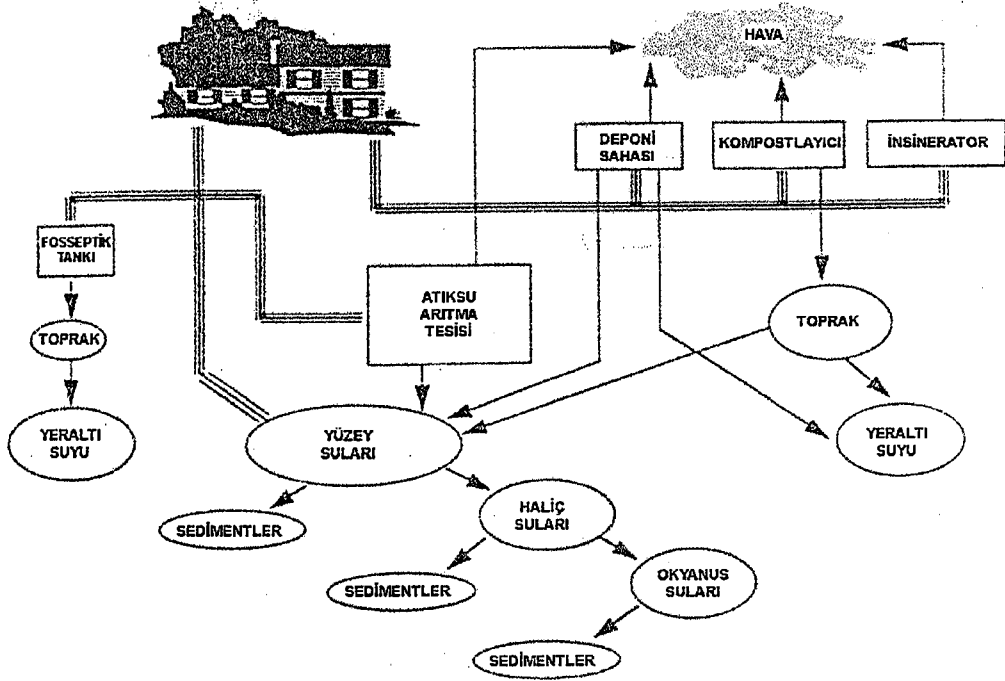 HAVA
DEPONİ
SAHASI
KOMPOSTLAYICI
İNSİNERATOR
FOSSEPTİK
TANKI
ATIKSU
ARITMA
TESİSİ
TOPRAK
TOPRAK
YERALTI
SUYU
YÜZEY
SULARI
YERALTI
SUYU
SEDİMENTLER
HALİÇ
SULARI
SEDİMENTLER
OKYANUS
SULARI
SEDİMENTLER